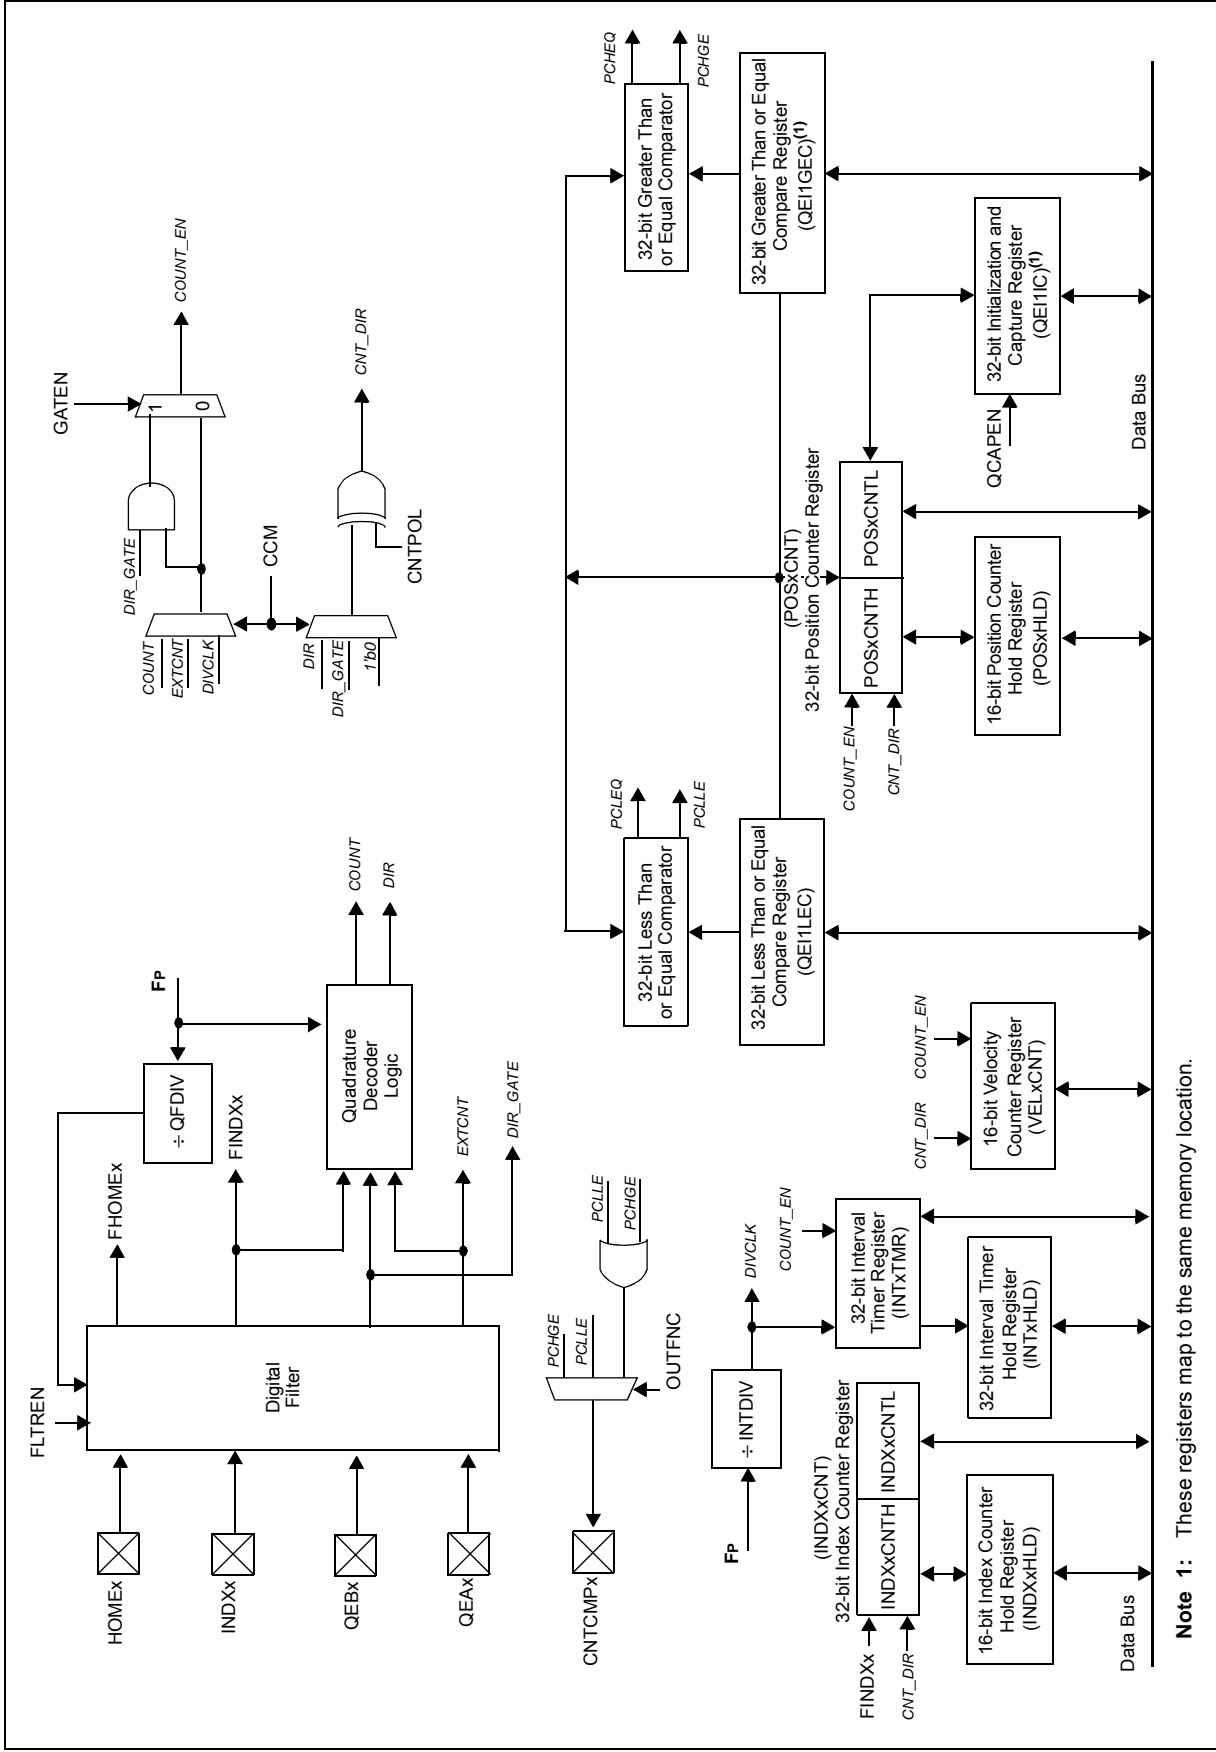 FLTREN
HOMEx
INDXx
QEBx
QEAx
Digital
Filter
FHOMEx
FINDXx
÷ QFDIV
FP
Quadrature
Decoder
Logic
COUNT
DIR
EXTCNT
DIR_GATE
COUNT
EXTCNT
DIVCLK
DIR_GATE
CCM
DIR
DIR_GATE
1'b0
CNTPOL
GATEN
1
0
COUNT_EN
CNT_DIR
CNTCMPx
PCHGE
PCLLE
PCLLE
PCHGE
OUTFNC
FP
÷ INTDIV
DIVCLK
COUNT_EN
(INDXxCNT)
32-bit Index Counter Register
INDXxCNTH
INDXxCNTL
FINDXx
CNT_DIR
16-bit Index Counter
Hold Register
(INDXxHLD)
32-bit Interval
Timer Register
(INTxTMR)
32-bit Interval Timer
Hold Register
(INTxHLD)
CNT_DIR
COUNT_EN
16-bit Velocity
Counter Register
(VELxCNT)
32-bit Less Than
or Equal Comparator
PCLEQ
PCLLE
32-bit Less Than or Equal
Compare Register
(QEI1LEC)
32-bit Greater Than
or Equal Comparator
PCHEQ
PCHGE
32-bit Greater Than or Equal
Compare Register
(QEI1GEC)(1)
(POSxCNT)
32-bit Position Counter Register
COUNT_EN
CNT_DIR
POSxCNTH
POSxCNTL
16-bit Position Counter
Hold Register
(POSxHLD)
QCAPEN
32-bit Initialization and
Capture Register
(QEI1IC)(1)
Data Bus
Data Bus
Note 1: These registers map to the same memory location.